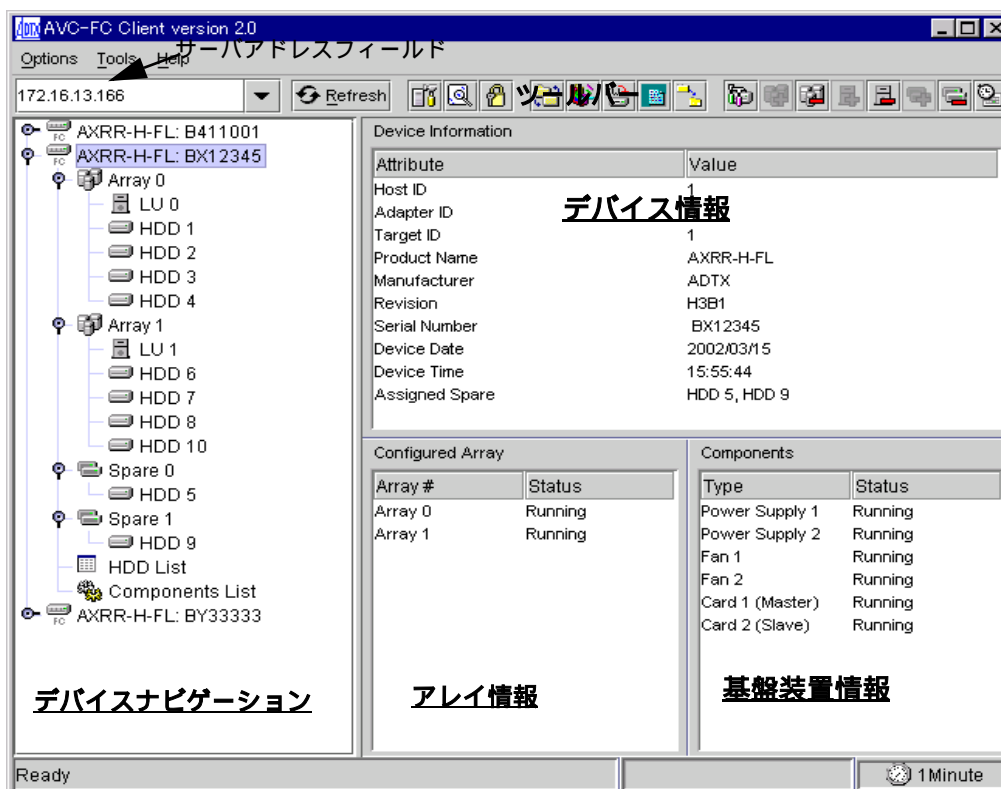 ADTX AVC-FC Client version 2.0
Options Tools Help
サーバアドレスフィールド
172.16.13.166 Refresh
ツールバー
AXRR-H-FL: B411001
AXRR-H-FL: BX12345
Array 0
LU 0
HDD 1
HDD 2
HDD 3
HDD 4
Array 1
LU 1
HDD 6
HDD 7
HDD 8
HDD 10
Spare 0
HDD 5
Spare 1
HDD 9
HDD List
Components List
AXRR-H-FL: BY33333
デバイスナビゲーション
Device Information
Attribute Value
Host ID 1
Adapter ID
Target ID 1
Product Name AXRR-H-FL
Manufacturer ADTX
Revision H3B1
Serial Number BX12345
Device Date 2002/03/15
Device Time 15:55:44
Assigned Spare HDD 5, HDD 9
デバイス情報
Configured Array
Array # Status
Array 0 Running
Array 1 Running
アレイ情報
Components
Type Status
Power Supply 1 Running
Power Supply 2 Running
Fan 1 Running
Fan 2 Running
Card 1 (Master) Running
Card 2 (Slave) Running
基盤装置情報
Ready 1Minute